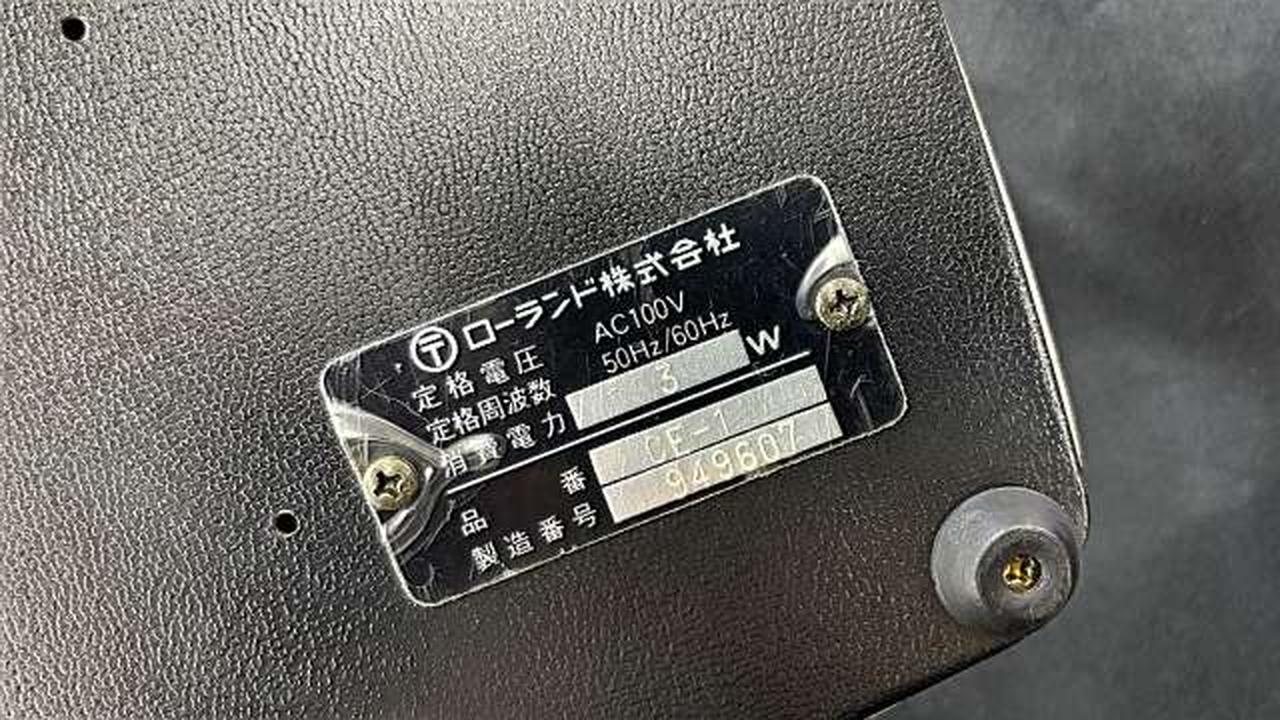 〒ローランド株式会社
定格電圧 AC100V
定格周波数 50Hz/60Hz
消費電力 3 W
品番 CE-1
製造番号 949607